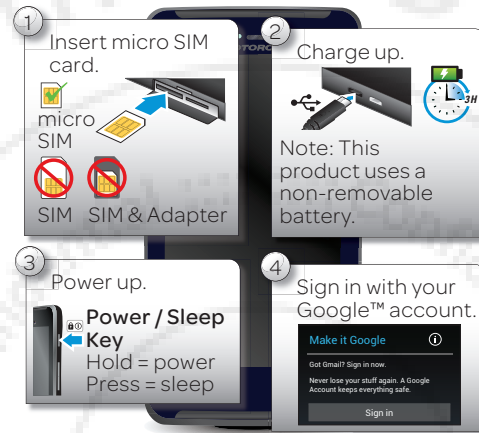 1
Insert micro SIM
card.
micro
SIM
SIM
SIM & Adapter
2
Charge up.
3H
Note: This
product uses a
non-removable
battery.
3
Power up.
Power / Sleep
Key
Hold = power
Press = sleep
4
Sign in with your
Google™ account.
Make it Google
Got Gmail? Sign in now.
Never lose your stuff again. A Google
Account keeps everything safe.
Sign in